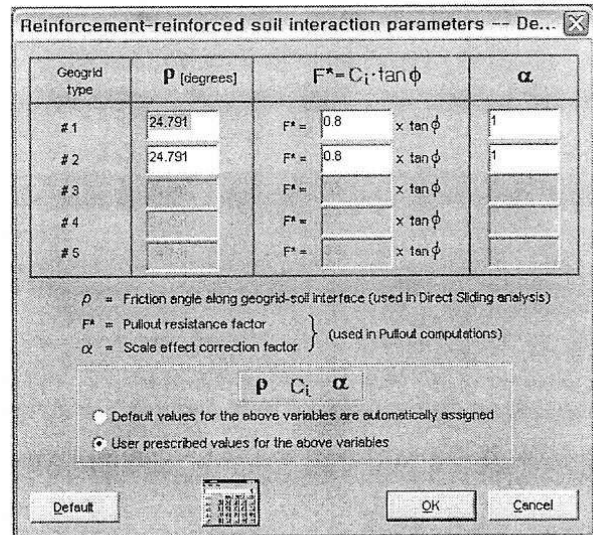 Reinforcement-reinforced soil interaction parameters -- De...
Geogrid type ρ [degrees] F*= Cᵢ·tanϕ α
#1 24.791 F* = 0.8 x tanϕ 1
#2 24.791 F* = 0.8 x tanϕ 1
#3 F* = x tanϕ
#4 F* = x tanϕ
#5 F* = x tanϕ
ρ = Friction angle along geogrid-soil interface (used in Direct Sliding analysis)
F* = Pullout resistance factor
(used in Pullout computations)
α = Scale effect correction factor
ρ Cᵢ α
Default values for the above variables are automatically assigned
User prescribed values for the above variables
Default OK Cancel